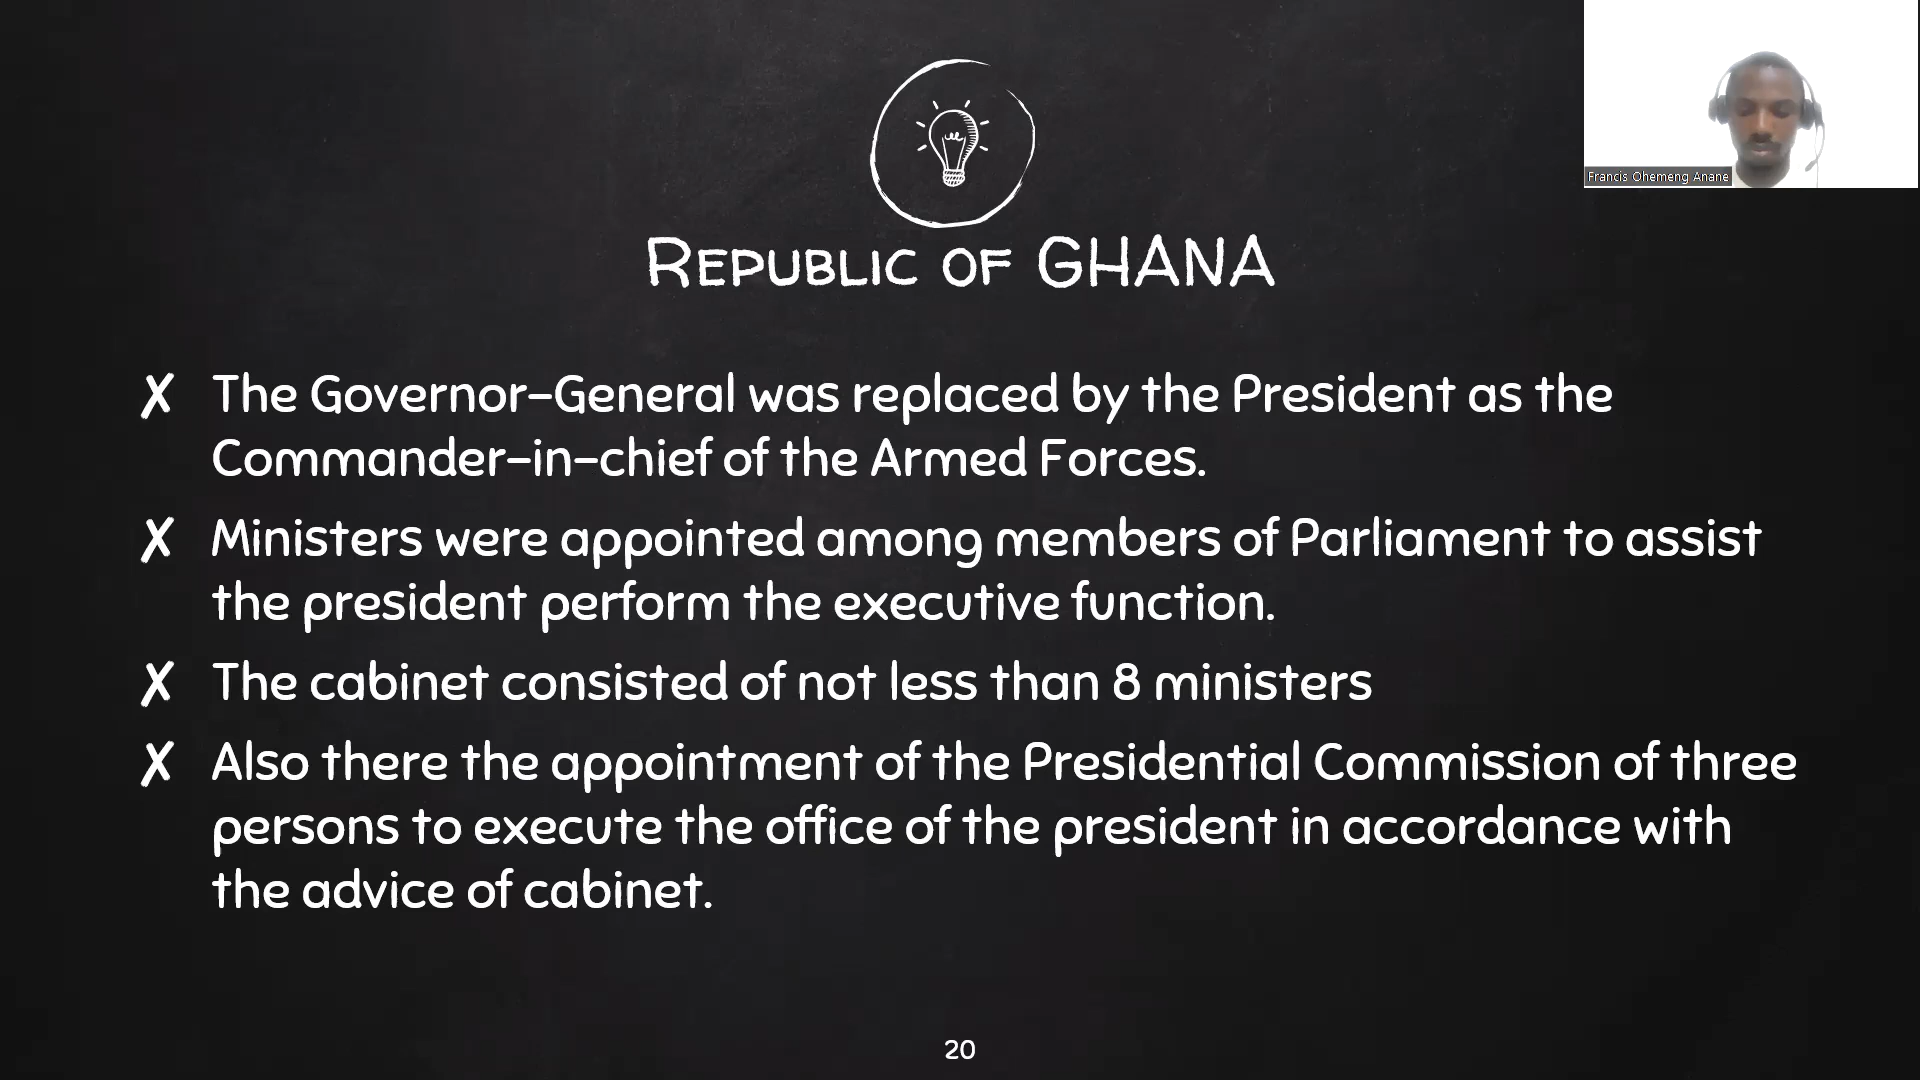 Francis Ohemeng Anane
Republic of GHANA
✗ The Governor-General was replaced by the President as the
Commander-in-chief of the Armed Forces.
✗ Ministers were appointed among members of Parliament to assist
the president perform the executive function.
✗ The cabinet consisted of not less than 8 ministers
✗ Also there the appointment of the Presidential Commission of three
persons to execute the office of the president in accordance with
the advice of cabinet.
20